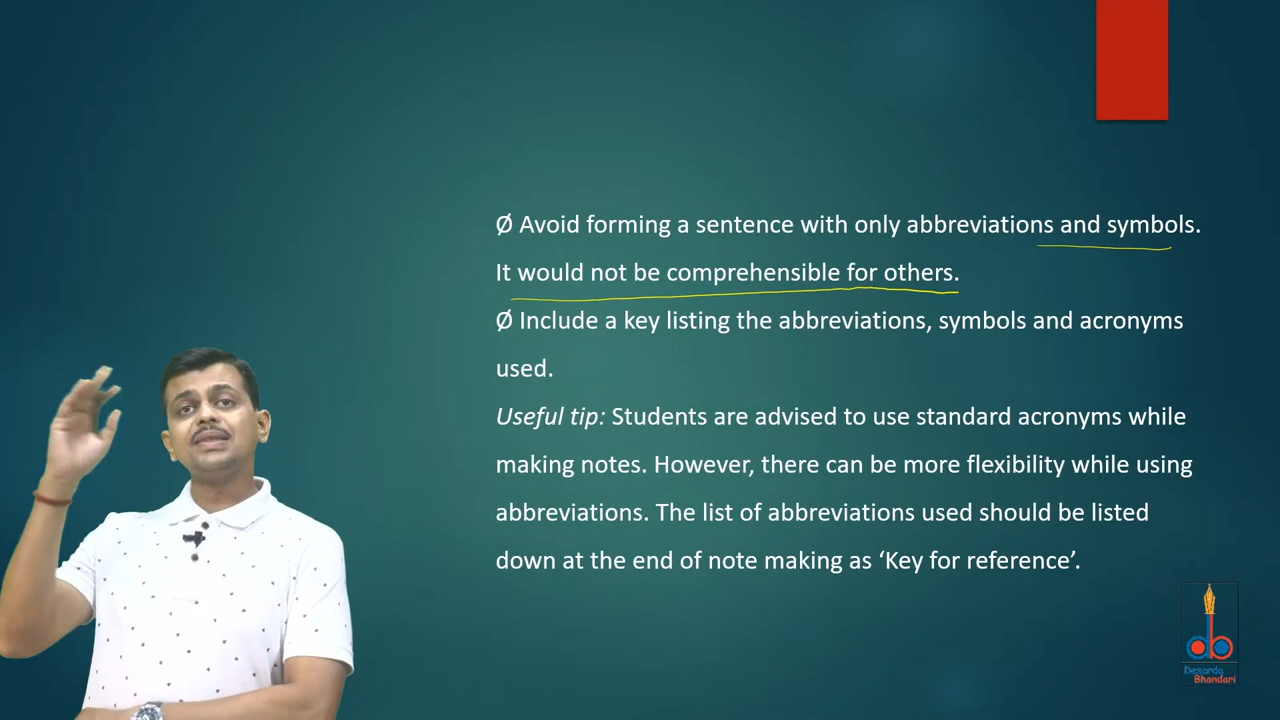 Ø Avoid forming a sentence with only abbreviations and symbols.
It would not be comprehensible for others.
Ø Include a key listing the abbreviations, symbols and acronyms
used.
Useful tip: Students are advised to use standard acronyms while
making notes. However, there can be more flexibility while using
abbreviations. The list of abbreviations used should be listed
down at the end of note making as ‘Key for reference’.
db
Desarda
Bhandari